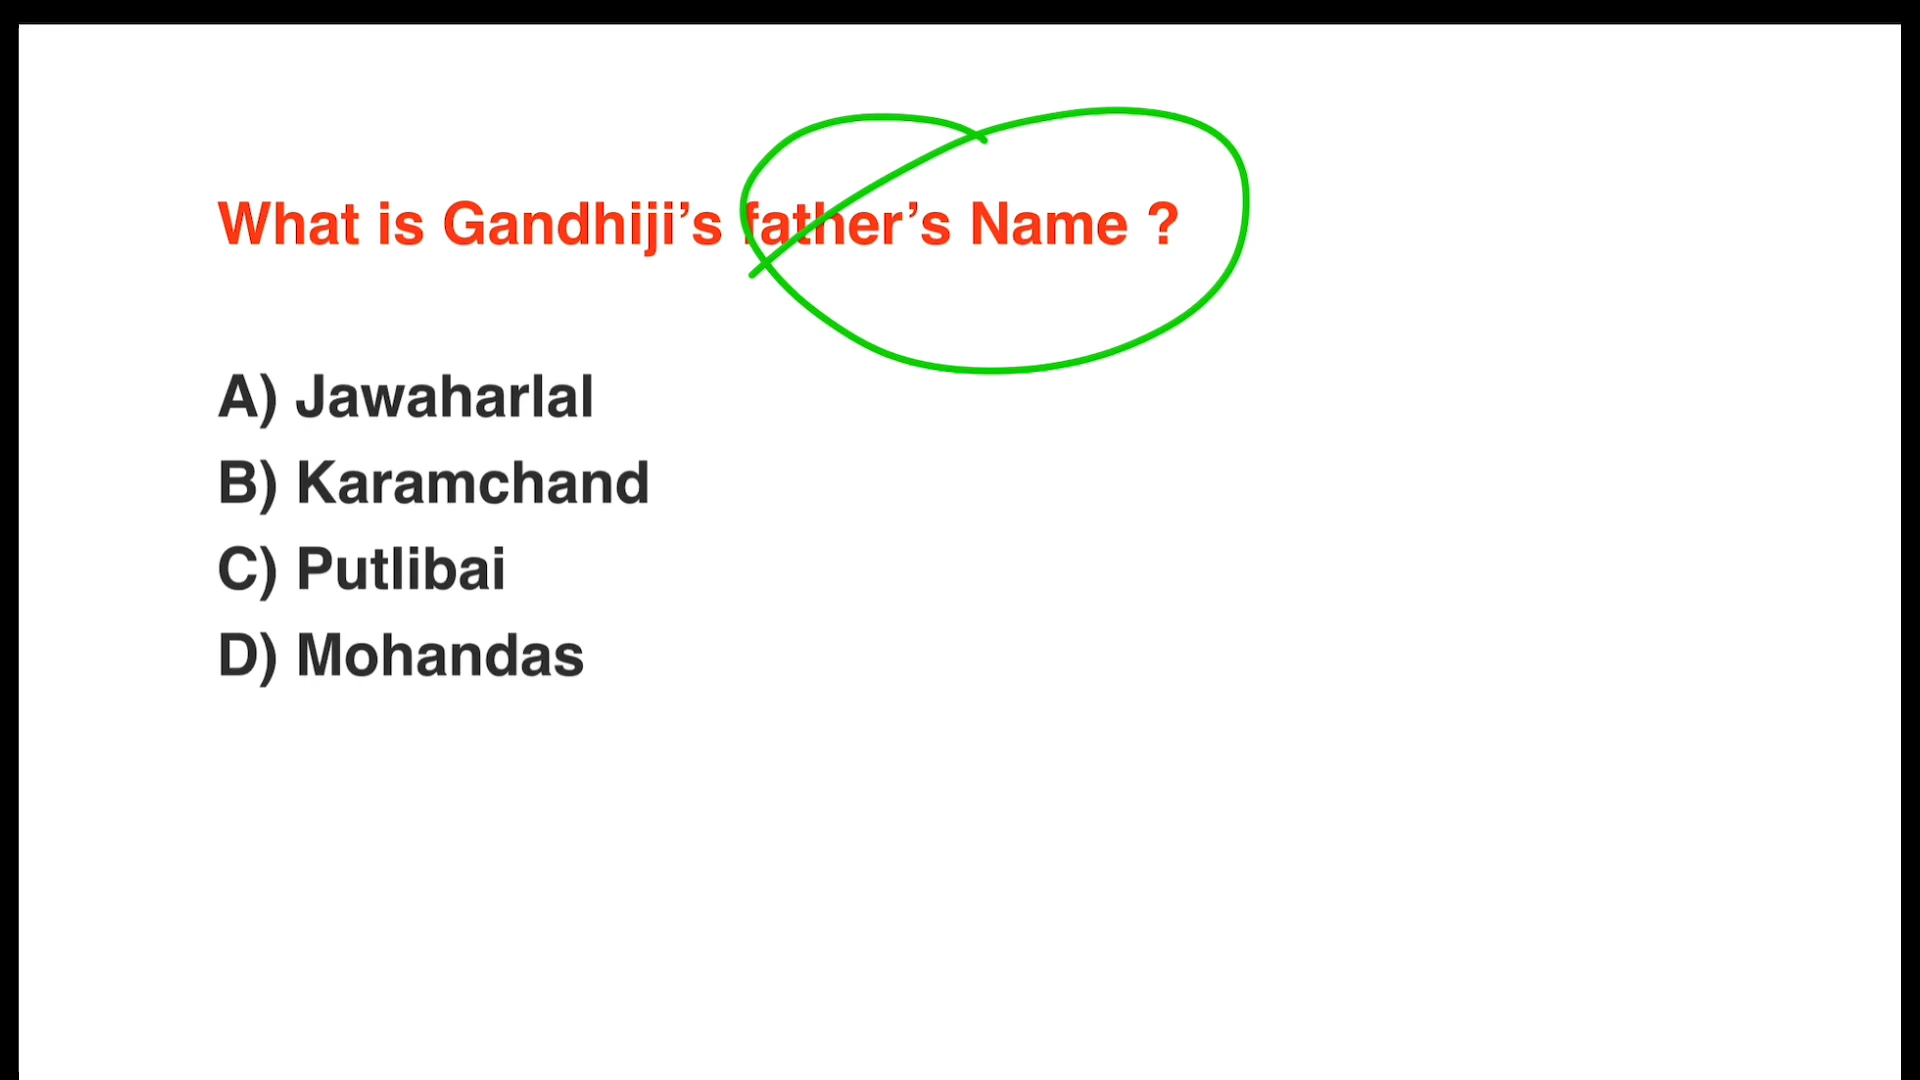 What is Gandhiji’s father’s Name ?
A) Jawaharlal
B) Karamchand
C) Putlibai
D) Mohandas